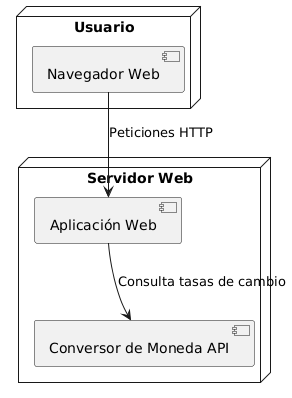 Usuario
Navegador Web
Peticiones HTTP
Servidor Web
Aplicación Web
Consulta tasas de cambio
Conversor de Moneda API